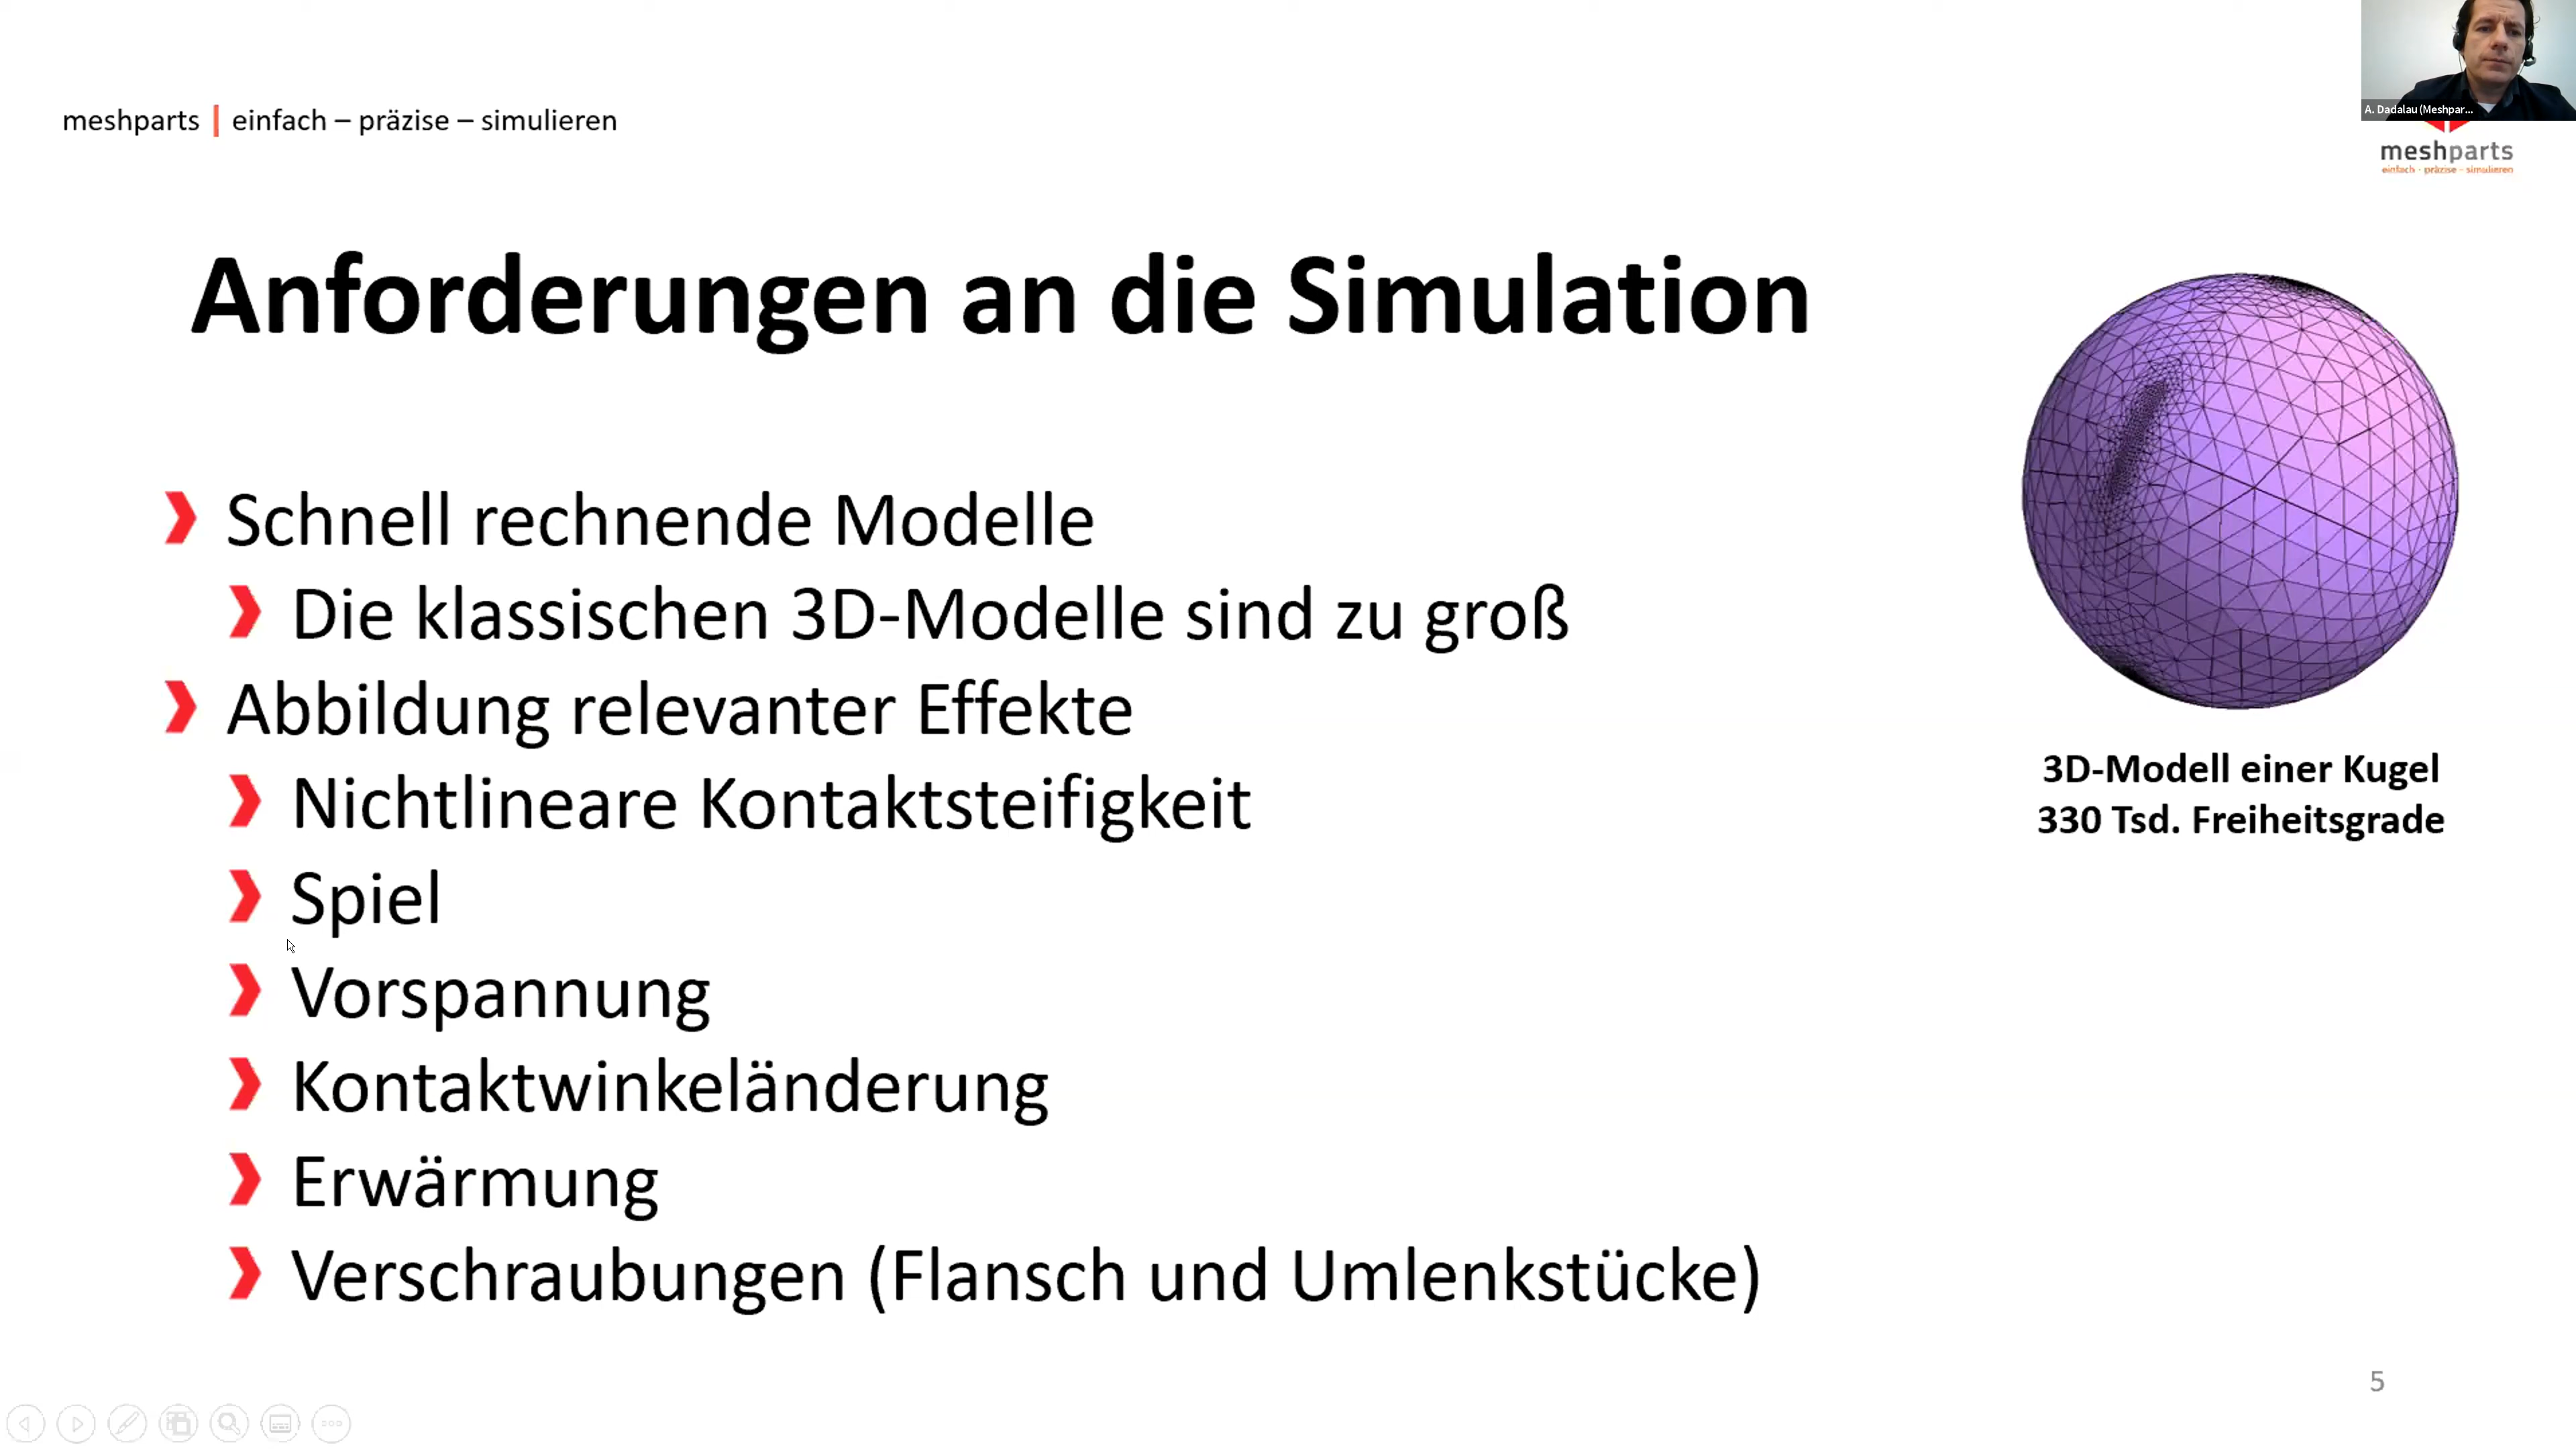 A. Dadalau (Meshpar...
meshparts | einfach – präzise – simulieren
meshparts
einfach - präzise - simulieren
Anforderungen an die Simulation
Schnell rechnende Modelle
Die klassischen 3D-Modelle sind zu groß
Abbildung relevanter Effekte
Nichtlineare Kontaktsteifigkeit
Spiel
Vorspannung
Kontaktwinkeländerung
Erwärmung
Verschraubungen (Flansch und Umlenkstücke)
3D-Modell einer Kugel
330 Tsd. Freiheitsgrade
5